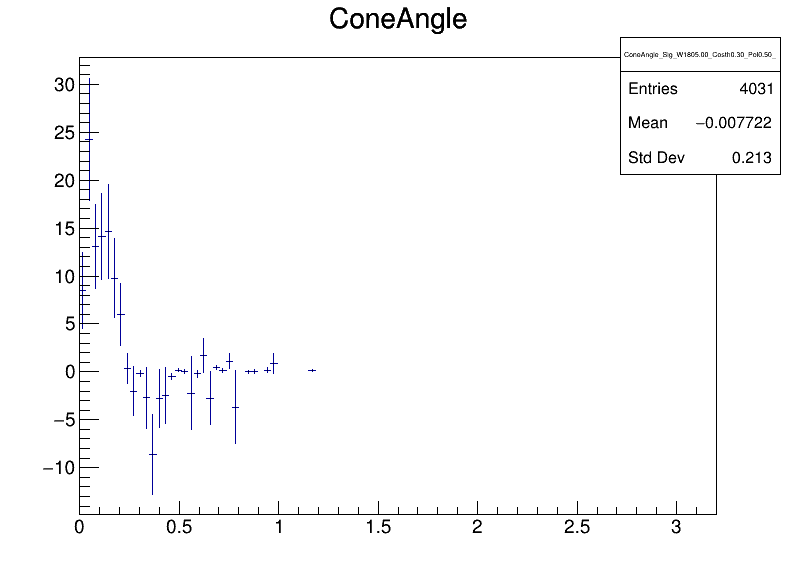 ConeAngle
ConeAngle_Sig_W1805.00_Costh0.30_Pol0.50_
Entries 4031
Mean −0.007722
Std Dev 0.213
30
25
20
15
10
5
0
−5
−10
0 0.5 1 1.5 2 2.5 3